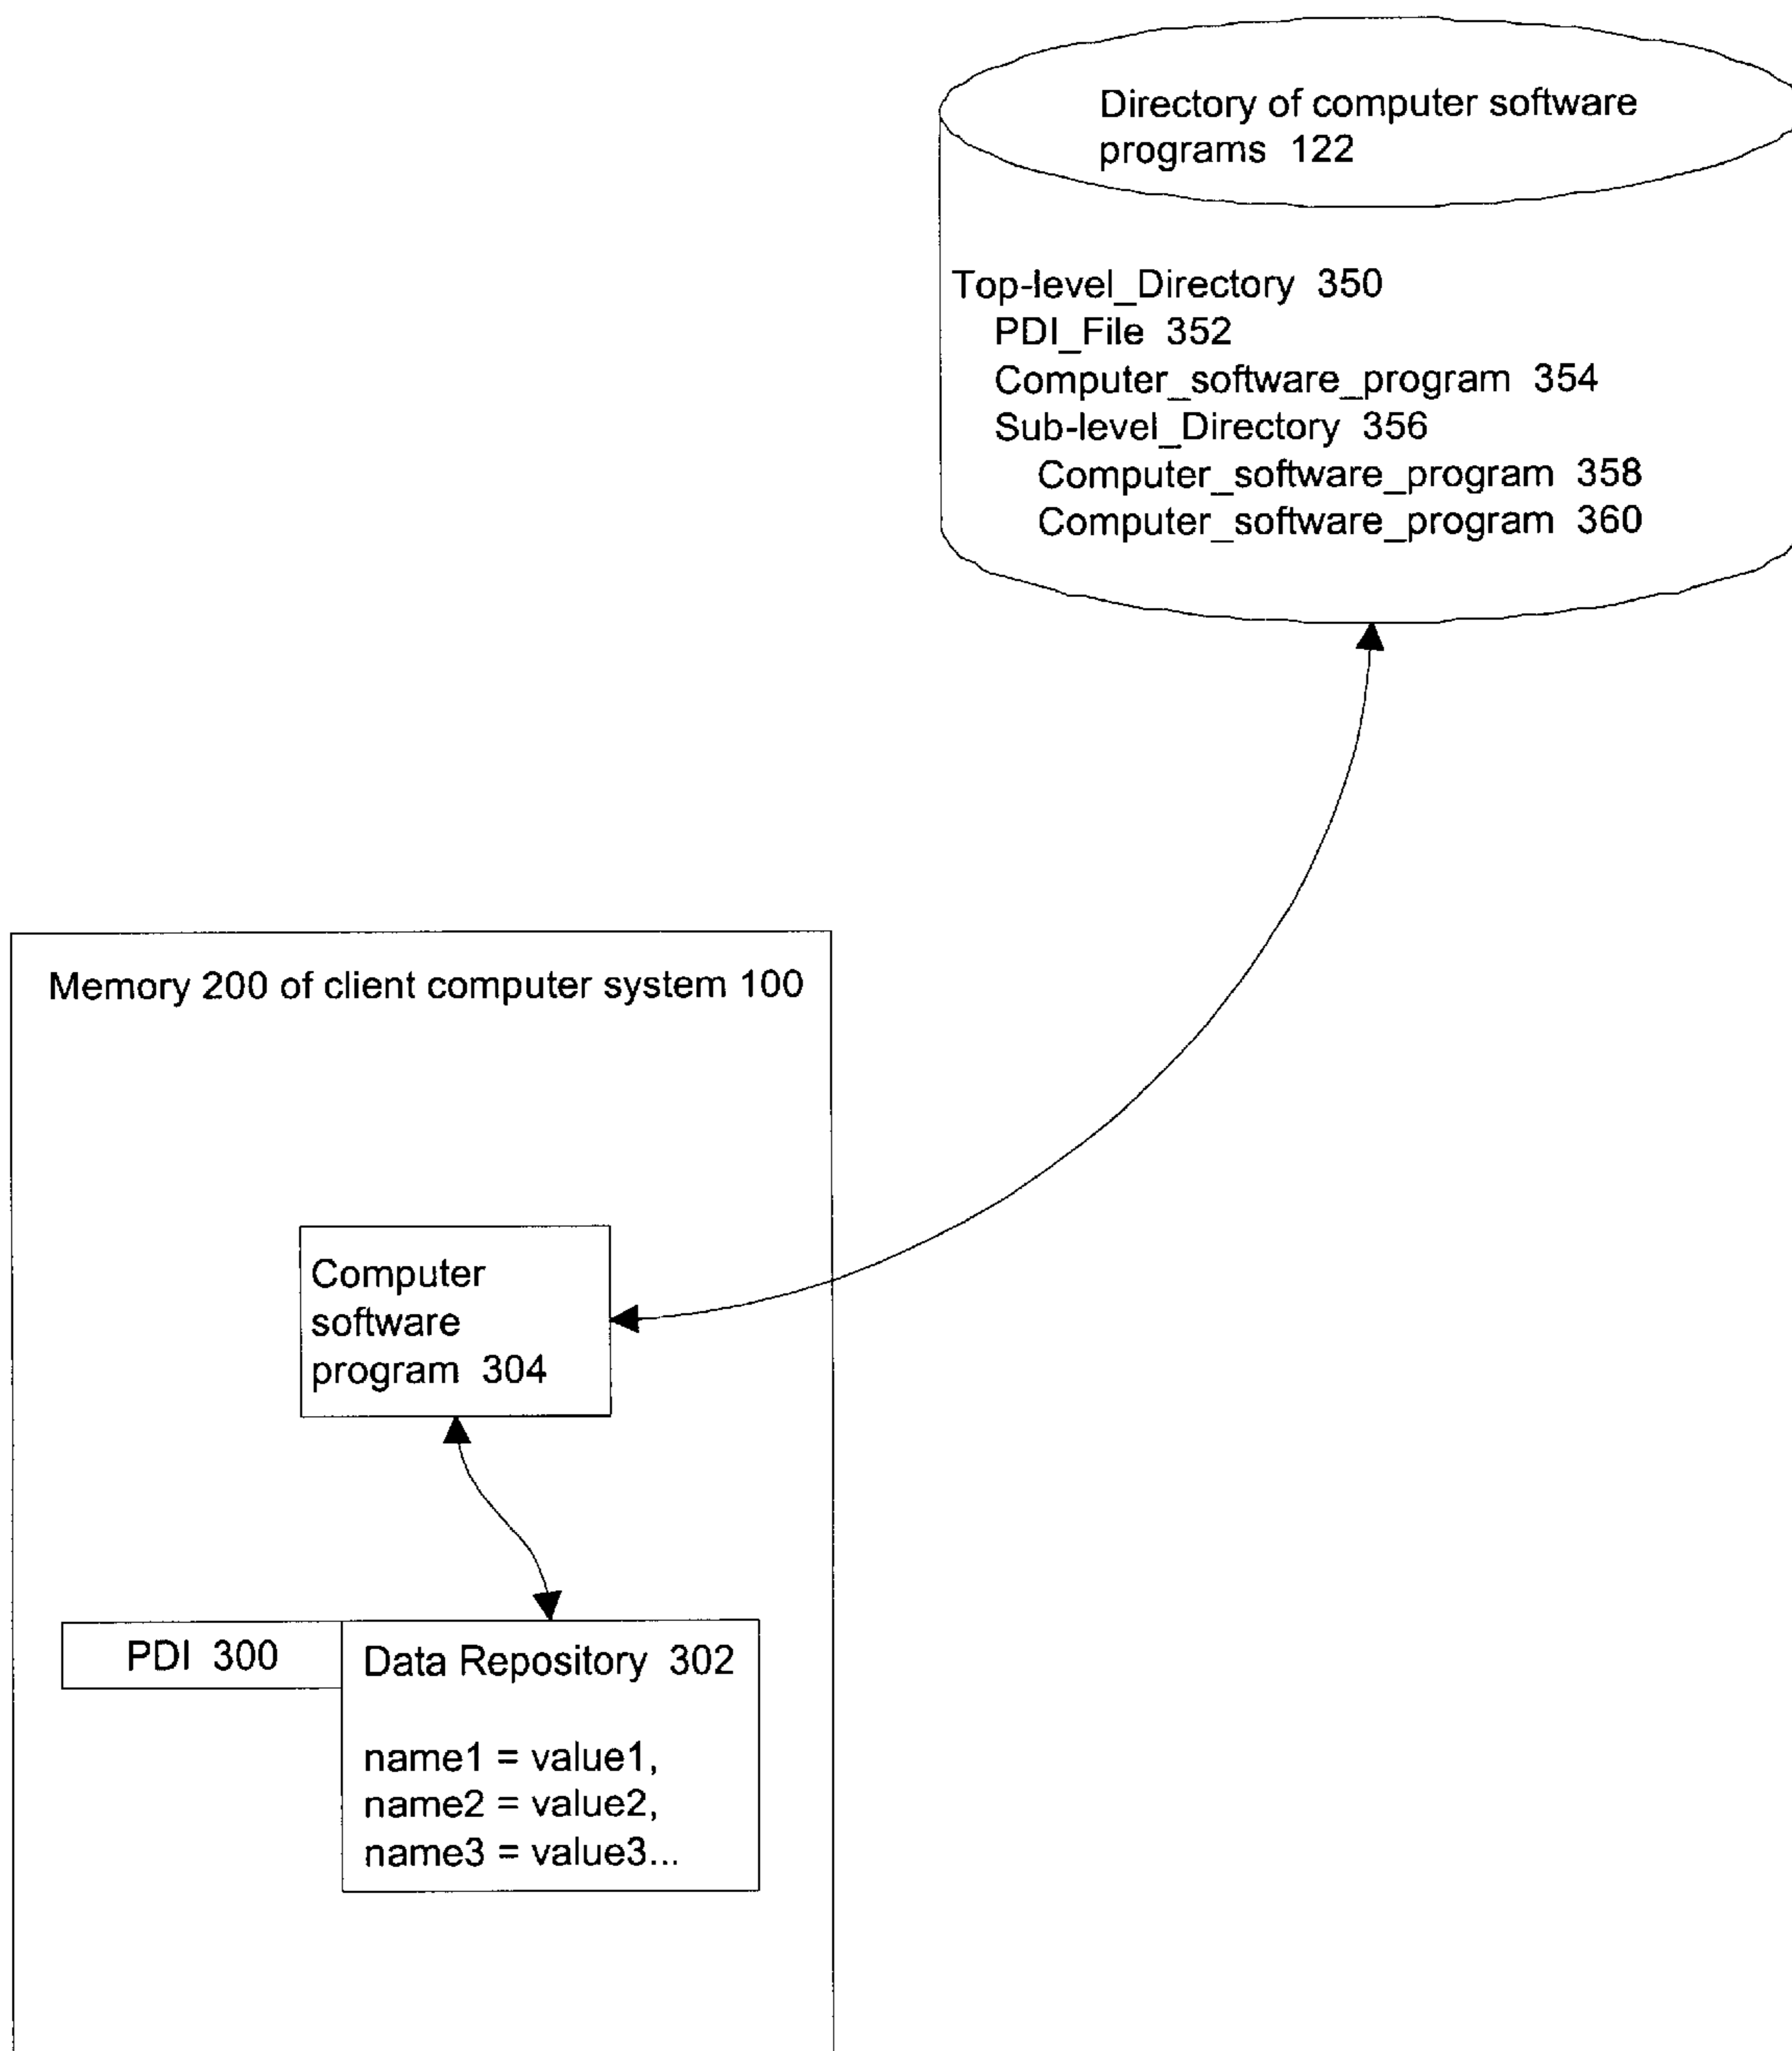 Directory of computer software
programs 122
Top-level_Directory 350
PDI_File 352
Computer_software_program 354
Sub-level_Directory 356
Computer_software_program 358
Computer_software_program 360
Memory 200 of client computer system 100
Computer
software
program 304
PDI 300
Data Repository 302
name1 = value1,
name2 = value2,
name3 = value3...